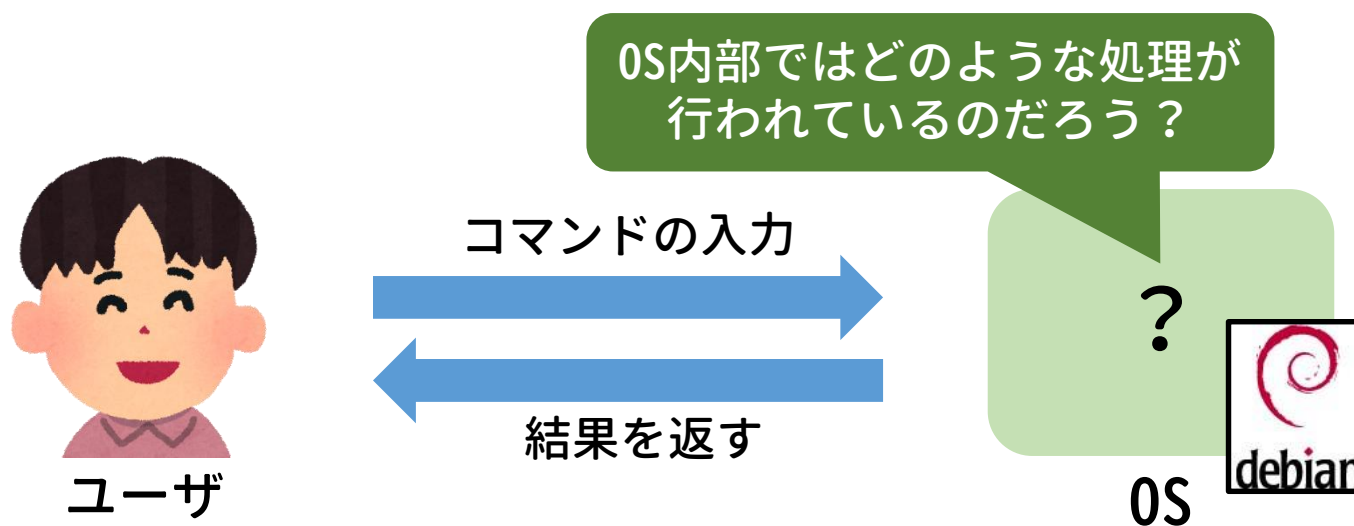 OS内部ではどのような処理が
行われているのだろう？
コマンドの入力
？
結果を返す
debian
ユーザ
OS